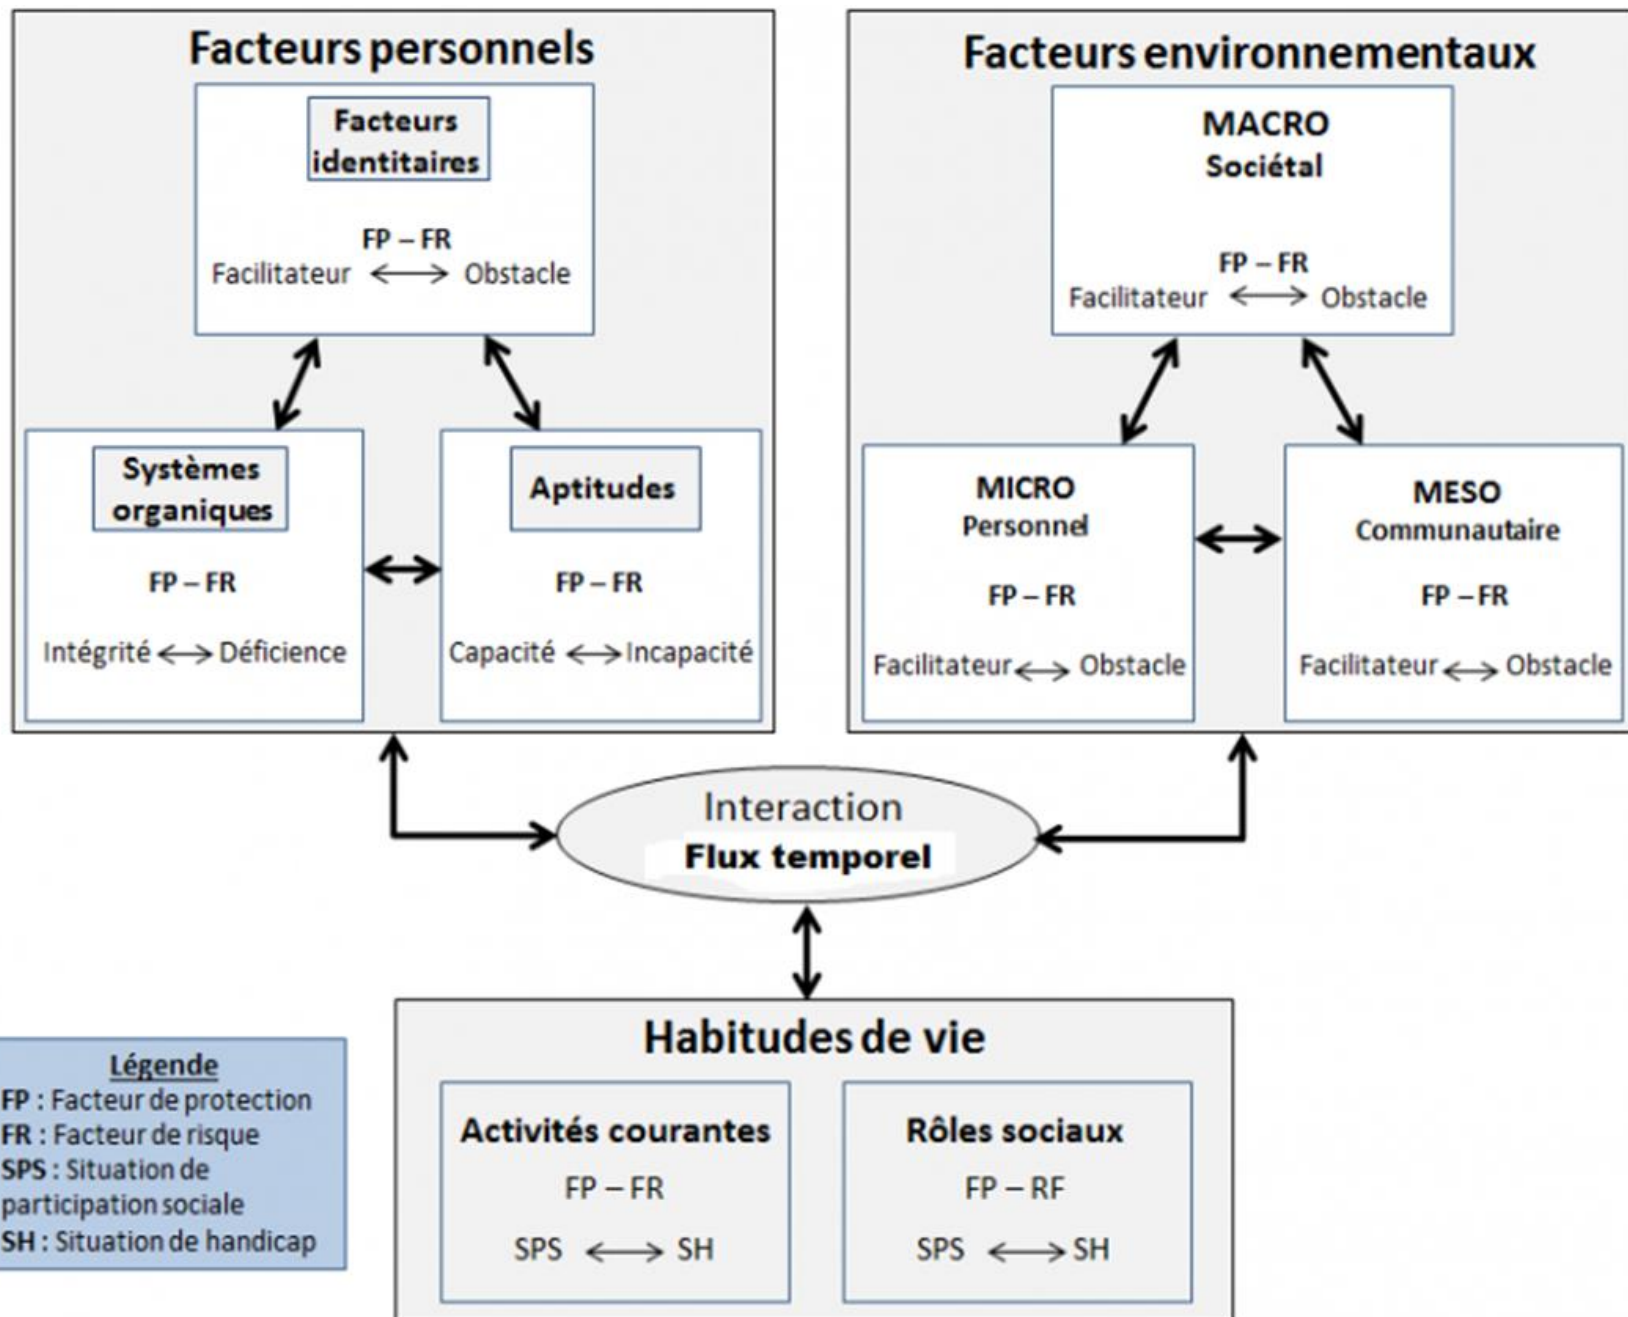 Facteurs personnels
Facteurs
identitaires
FP – FR
Facilitateur ⟷ Obstacle
Systèmes
organiques
FP – FR
Intégrité ⟷ Déficience
Aptitudes
FP – FR
Capacité ⟷ Incapacité
Facteurs environnementaux
MACRO
Sociétal
FP – FR
Facilitateur ⟷ Obstacle
MICRO
Personnel
FP – FR
Facilitateur ⟷ Obstacle
MESO
Communautaire
FP – FR
Facilitateur ⟷ Obstacle
Interaction
Flux temporel
Habitudes de vie
Activités courantes
FP – FR
SPS ⟷ SH
Rôles sociaux
FP – RF
SPS ⟷ SH
Légende
FP : Facteur de protection
FR : Facteur de risque
SPS : Situation de
participation sociale
SH : Situation de handicap